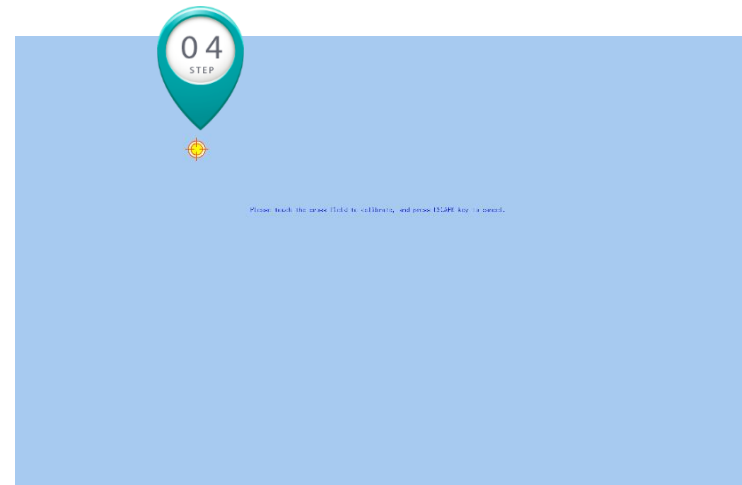 04
STEP
Please touch the cross field to calibrate, and press ESCAPE key to cancel.